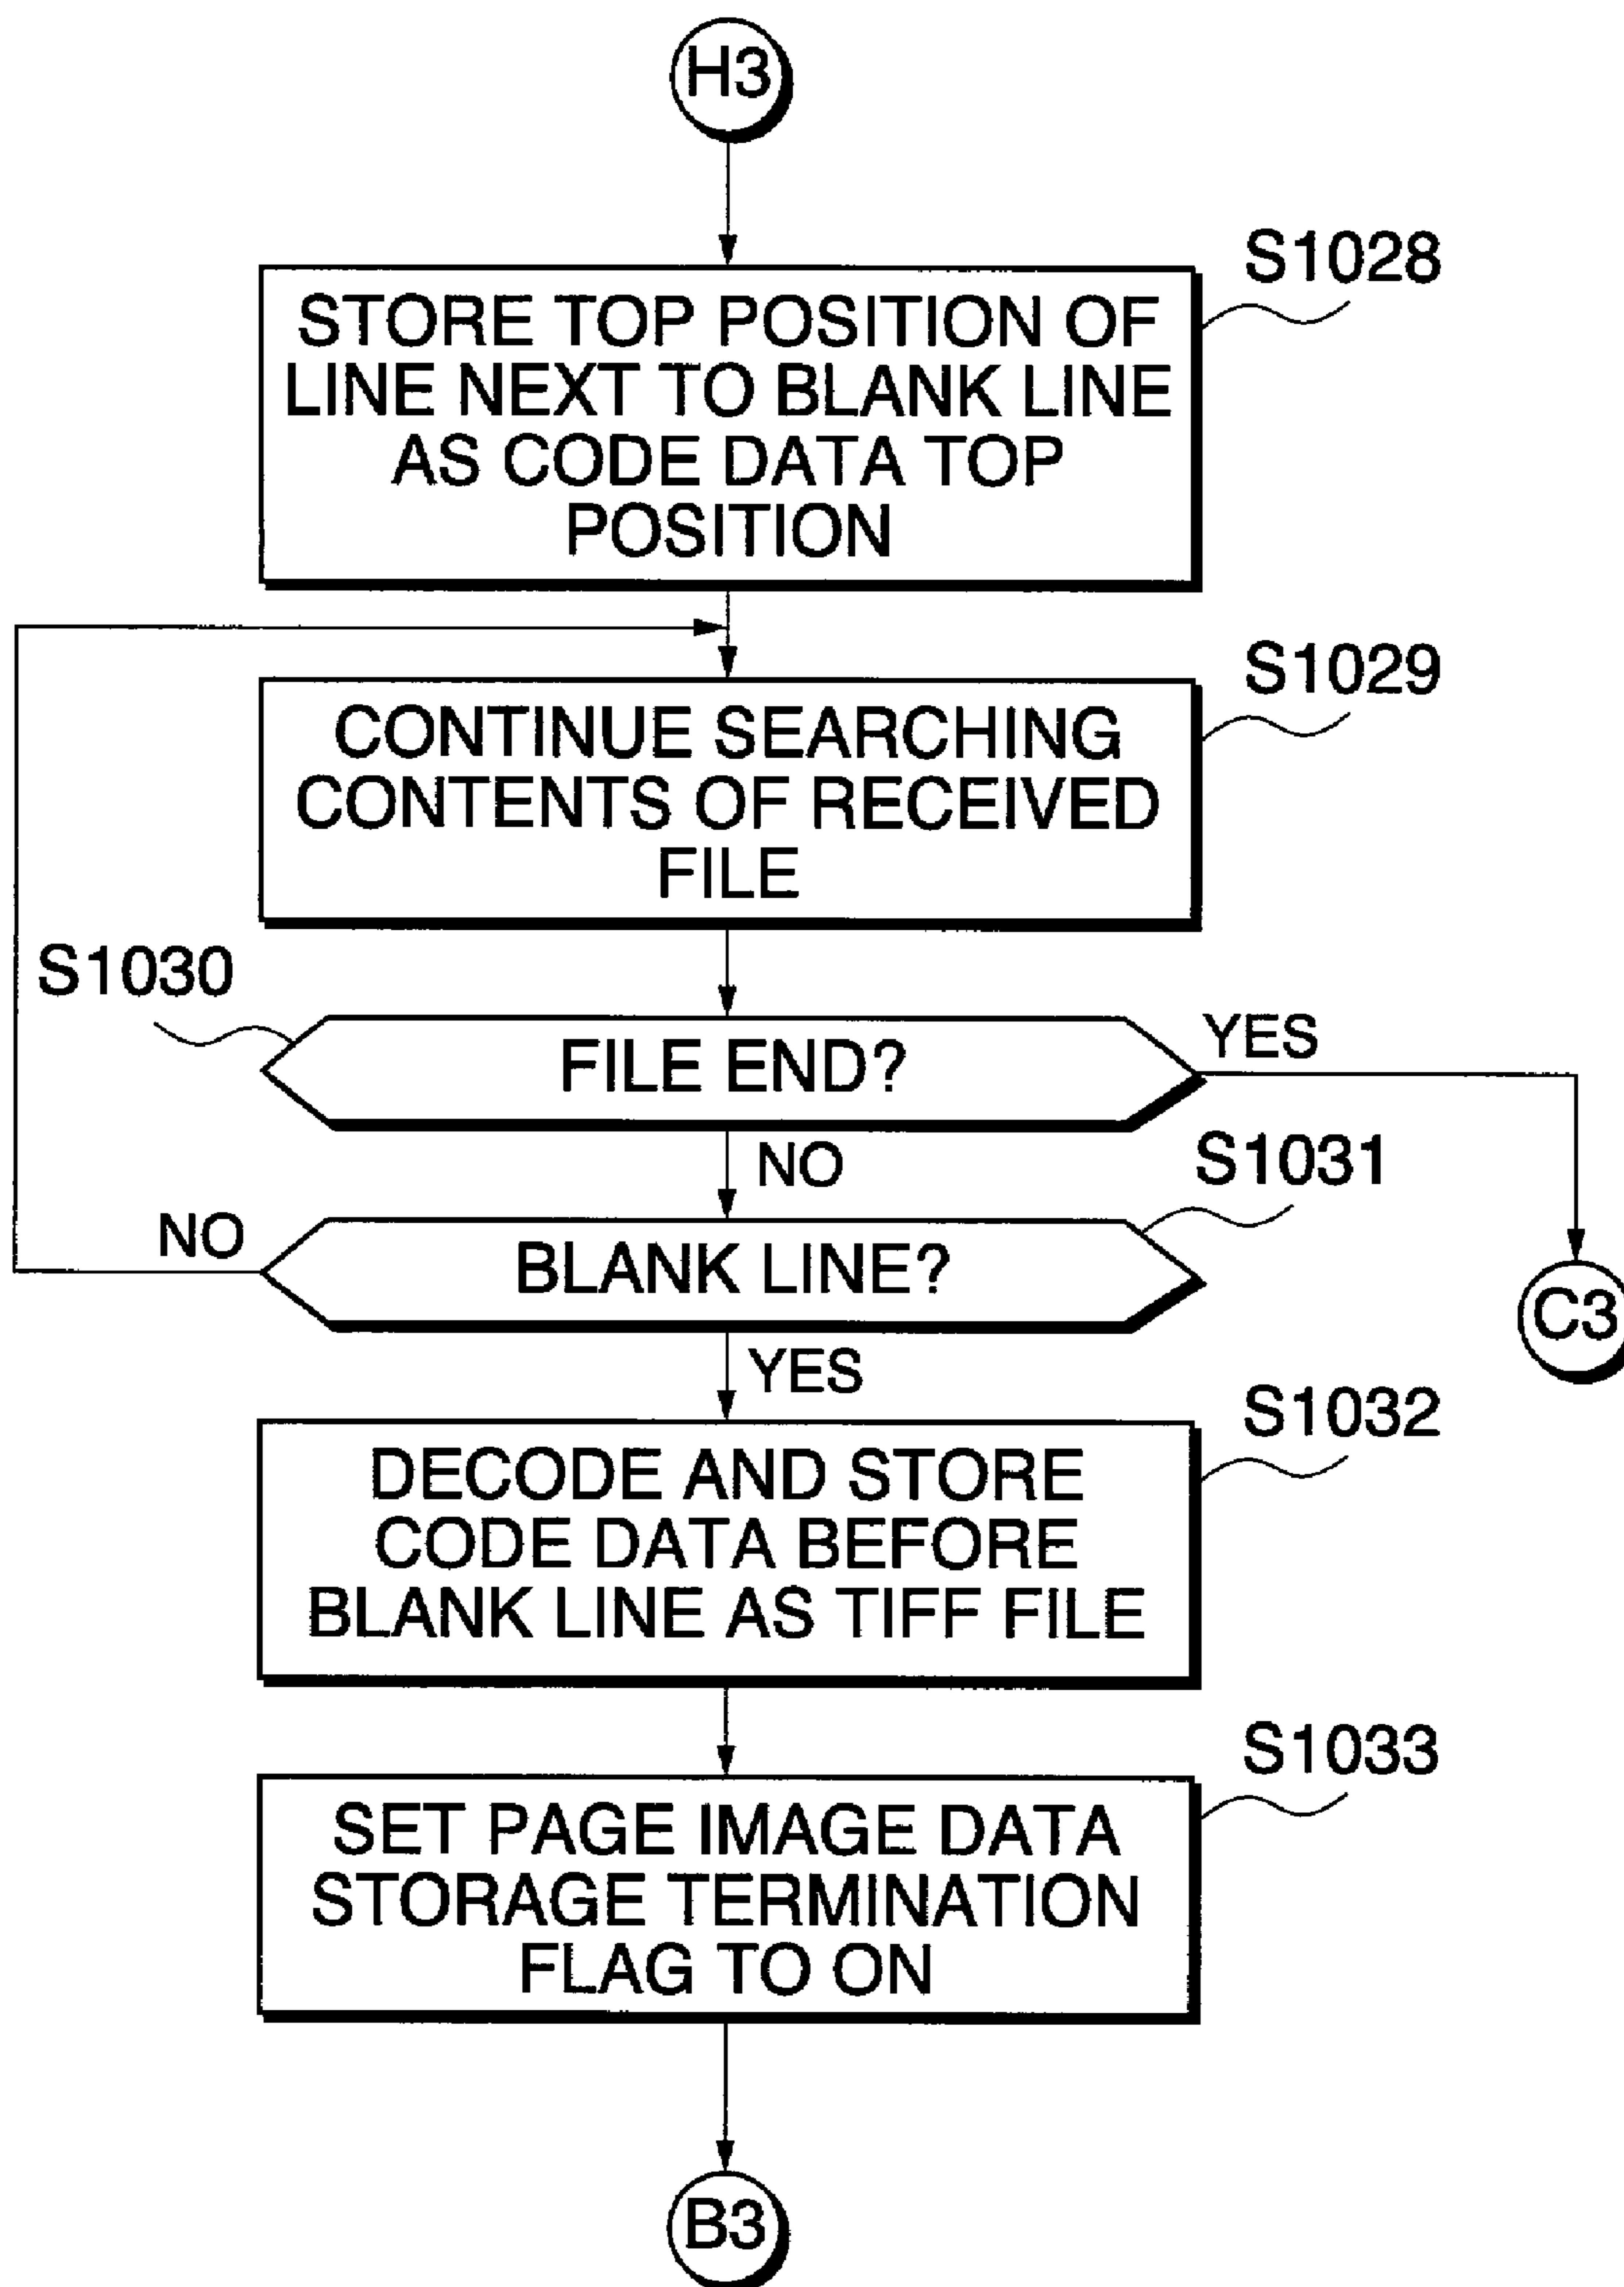 H3
S1028
STORE TOP POSITION OF
LINE NEXT TO BLANK LINE
AS CODE DATA TOP
POSITION
S1029
CONTINUE SEARCHING
CONTENTS OF RECEIVED
FILE
S1030
FILE END?
YES
NO
S1031
NO
BLANK LINE?
C3
YES
S1032
DECODE AND STORE
CODE DATA BEFORE
BLANK LINE AS TIFF FILE
S1033
SET PAGE IMAGE DATA
STORAGE TERMINATION
FLAG TO ON
B3